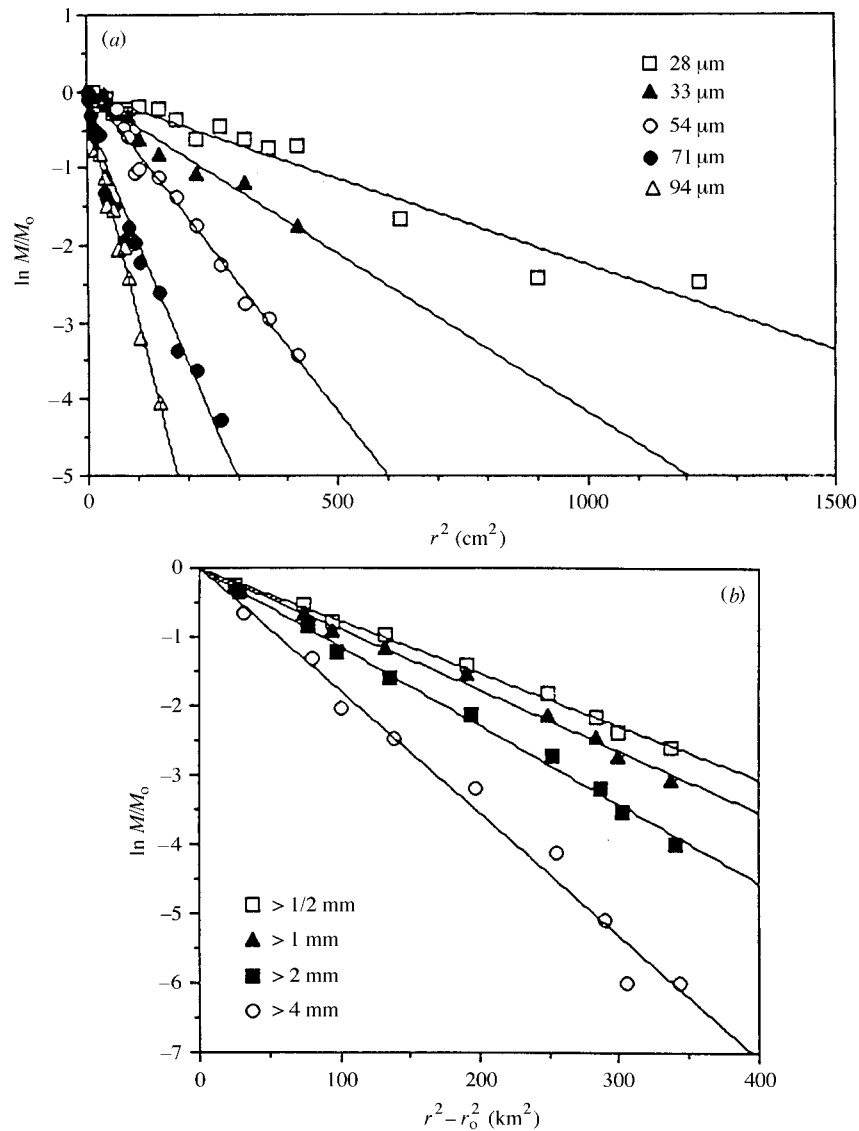 (a)
1
0
−1
−2
−3
−4
−5
ln M/Mo
28 μm
33 μm
54 μm
71 μm
94 μm
0
500
1000
1500
r² (cm²)
(b)
0
−1
−2
−3
−4
−5
−6
−7
ln M/Mo
> 1/2 mm
> 1 mm
> 2 mm
> 4 mm
0
100
200
300
400
r² − ro² (km²)